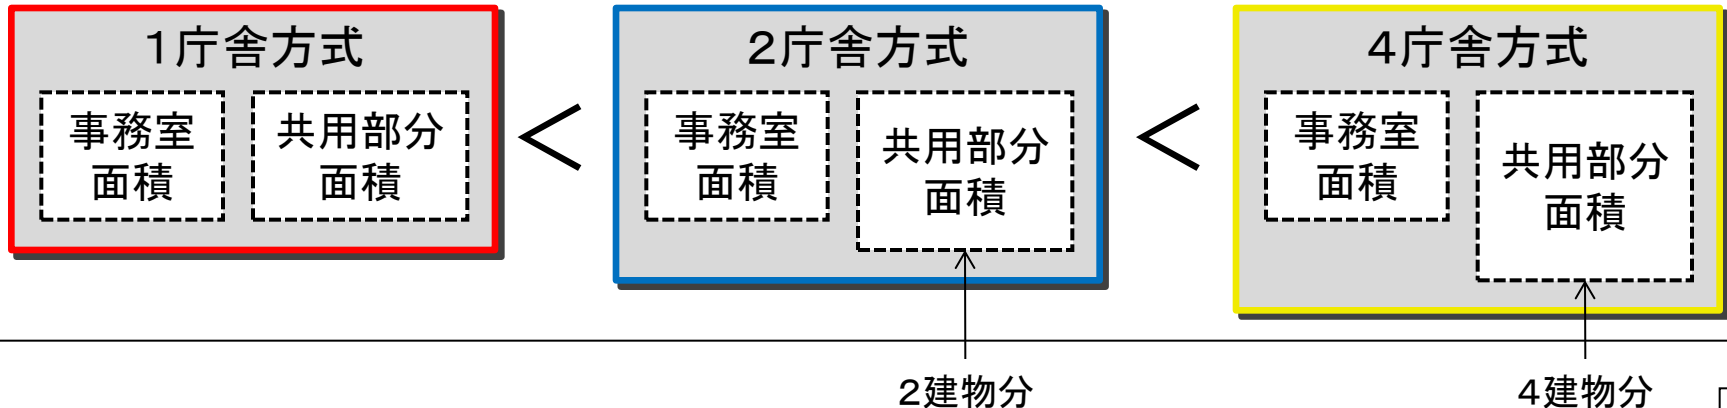 １庁舎方式
事務室
面積
共用部分
面積
＜
２庁舎方式
事務室
面積
共用部分
面積
＜
４庁舎方式
事務室
面積
共用部分
面積
２建物分
４建物分